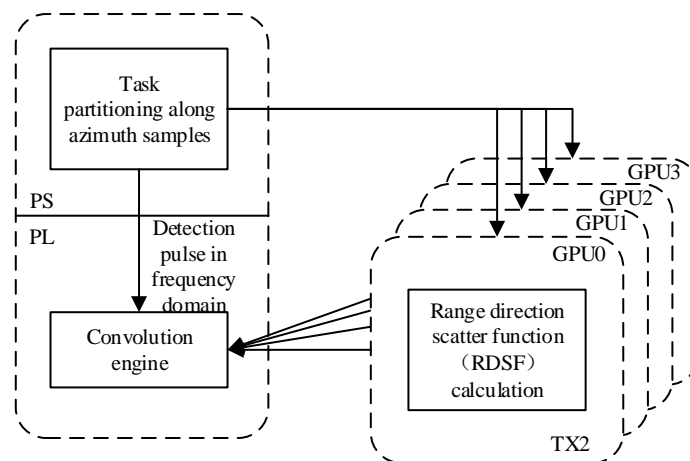 Task
partitioning along
azimuth samples
PS
PL
Detection
pulse in
frequency
domain
Convolution
engine
GPU3
GPU2
GPU1
GPU0
Range direction
scatter function
（RDSF）
calculation
TX2